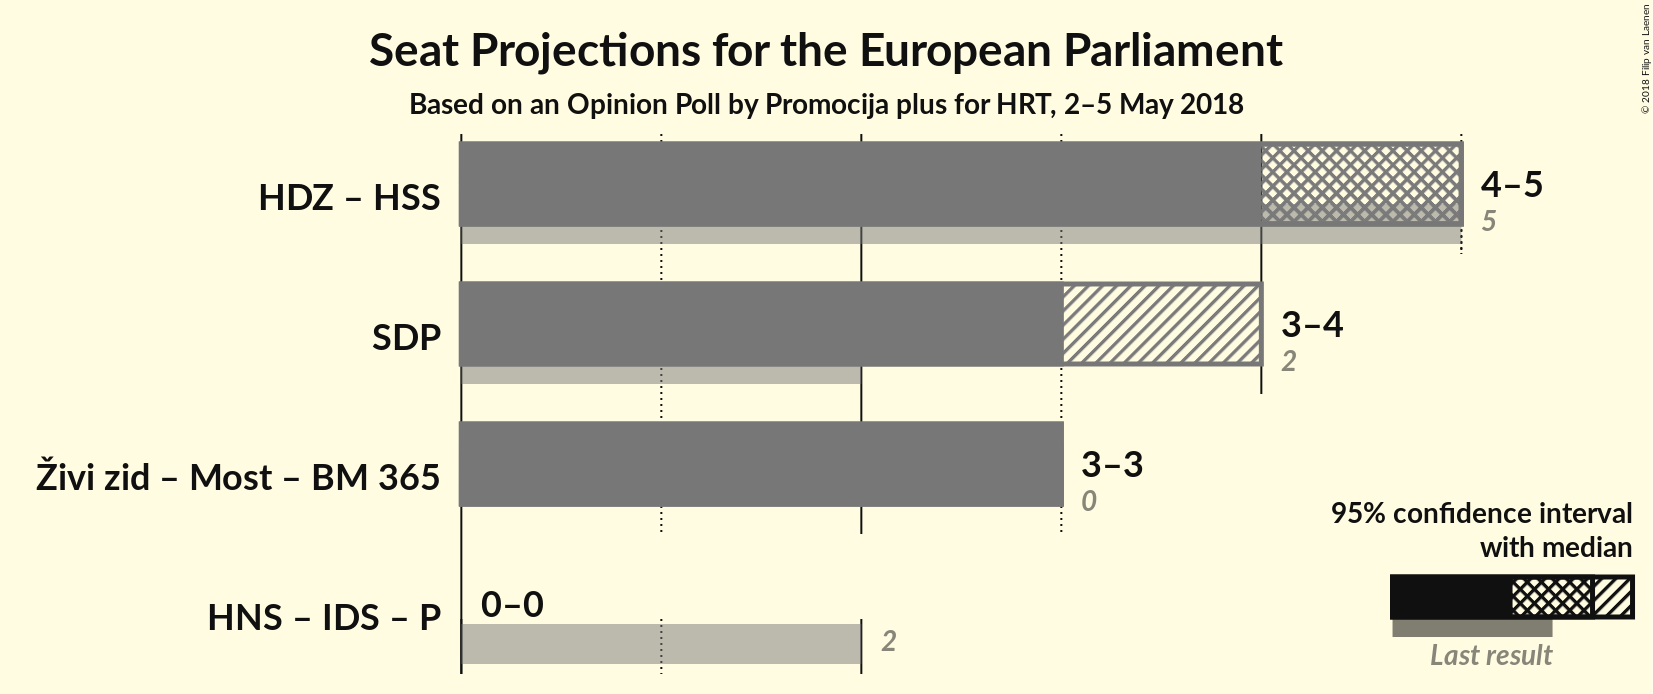 Seat Projections for the European Parliament
Based on an Opinion Poll by Promocija plus for HRT, 2–5 May 2018
© 2018 Filip van Laenen
HDZ – HSS
4–5
5
SDP
3–4
2
Živi zid – Most – BM 365
3–3
0
HNS – IDS – P
0–0
2
95% confidence interval
with median
Last result